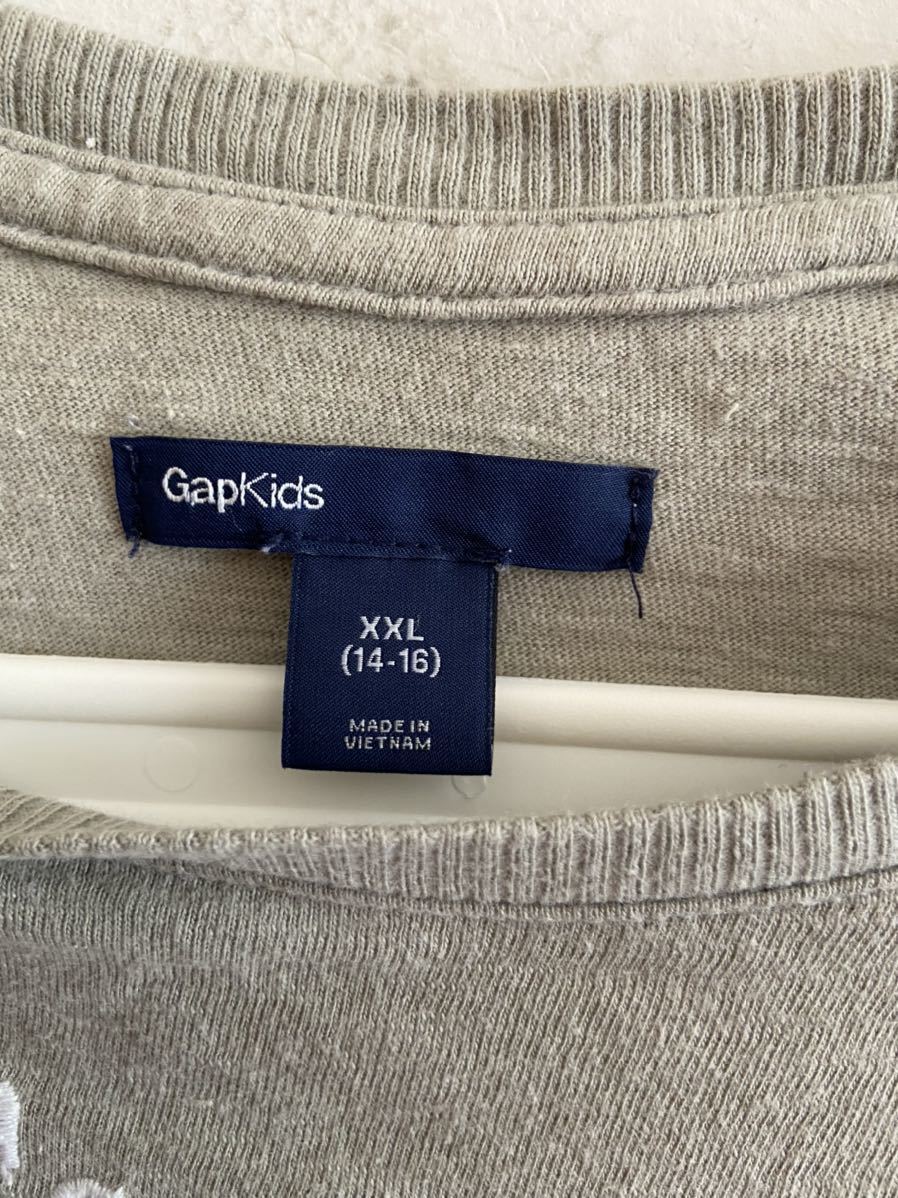 GapKids
XXL
(14-16)
MADE IN
VIETNAM